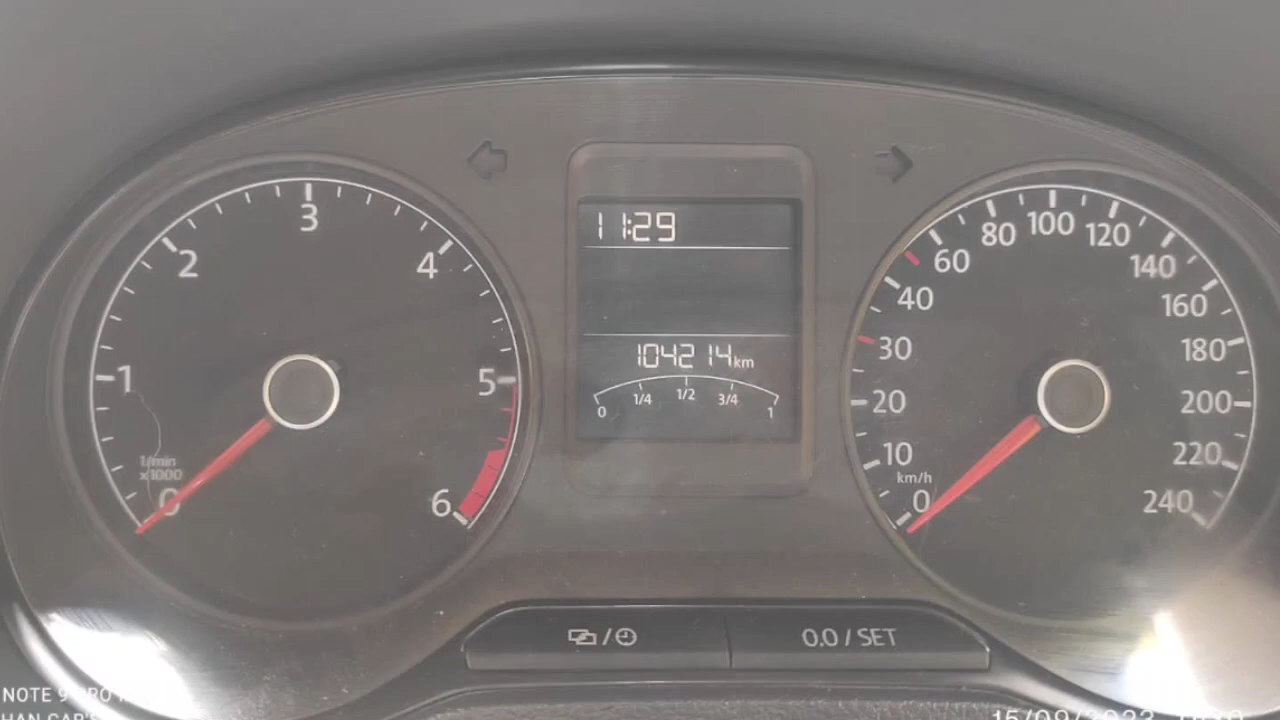 11:29
104214km
0 1/4 1/2 3/4 1
0 1 2 3 4 5 6
1/min
x1000
0 10 20 30 40 60 80 100 120 140 160 180 200 220 240
km/h
0.0 / SET
NOTE 9